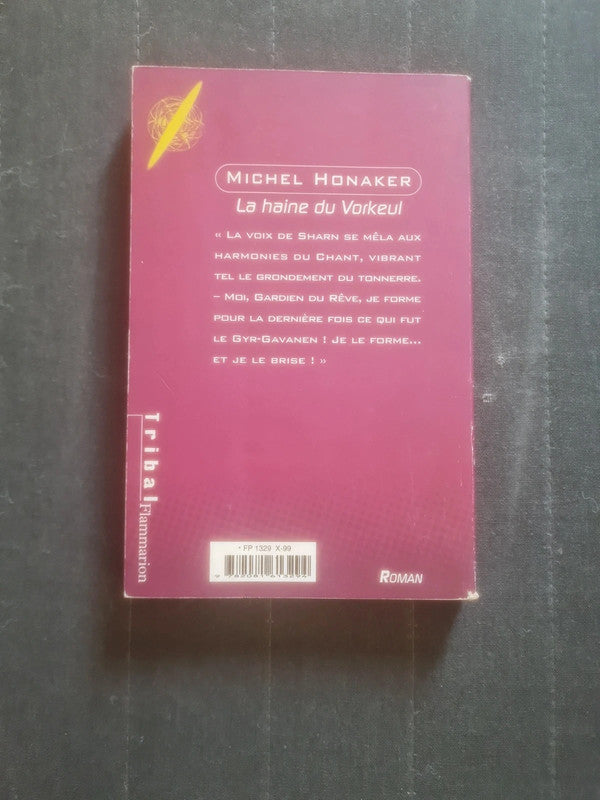 MICHEL HONAKER
La haine du Vorkeul
« LA VOIX DE SHARN SE MÊLA AUX
HARMONIES DU CHANT, VIBRANT
TEL LE GRONDEMENT DU TONNERRE.
– MOI, GARDIEN DU RÊVE, JE FORME
POUR LA DERNIÈRE FOIS CE QUI FUT
LE GYR-GAVANEN ! JE LE FORME...
ET JE LE BRISE ! »
Tribal
Flammarion
* FP 1329 X-99
ROMAN